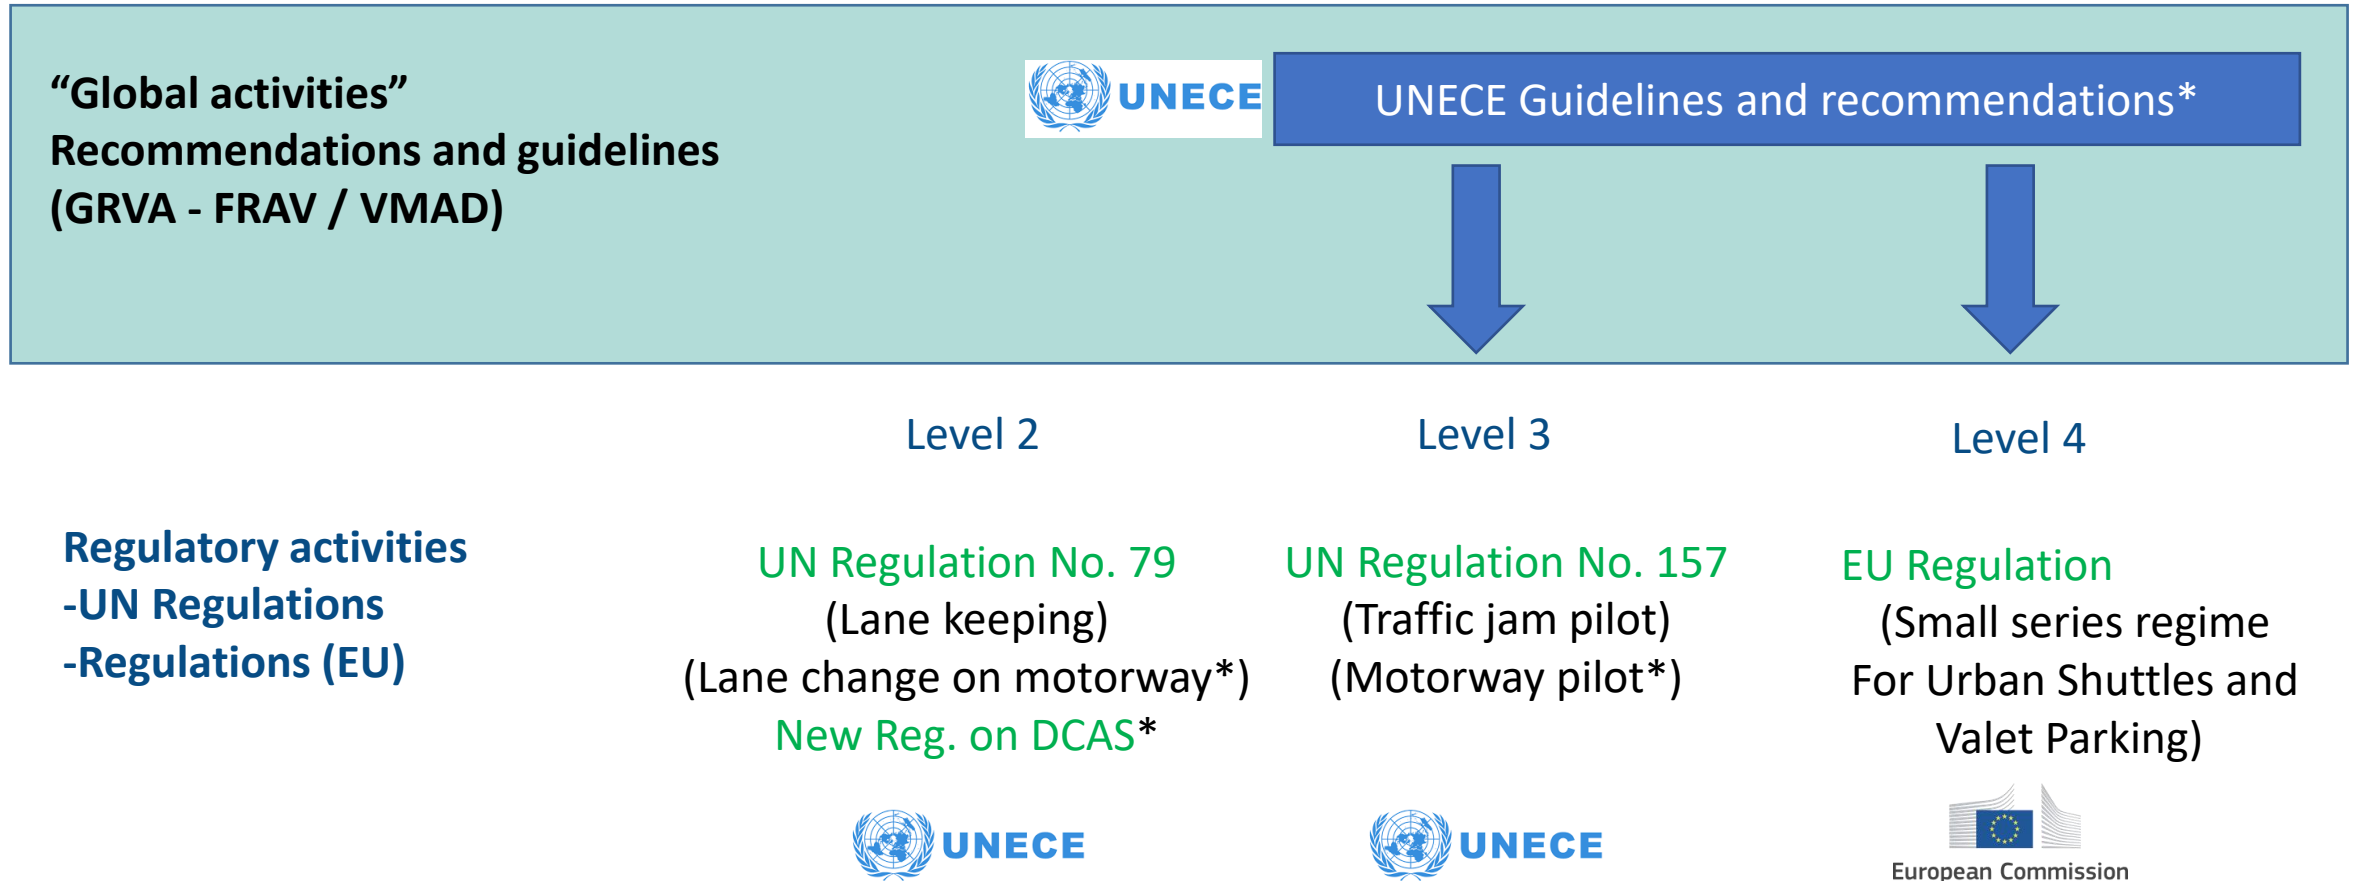 “Global activities”
Recommendations and guidelines
(GRVA - FRAV / VMAD)
UNECE
UNECE Guidelines and recommendations*
Level 2
Level 3
Level 4
Regulatory activities
-UN Regulations
-Regulations (EU)
UN Regulation No. 79
(Lane keeping)
(Lane change on motorway*)
New Reg. on DCAS*
UNECE
UN Regulation No. 157
(Traffic jam pilot)
(Motorway pilot*)
UNECE
EU Regulation
(Small series regime
For Urban Shuttles and
Valet Parking)
European Commission